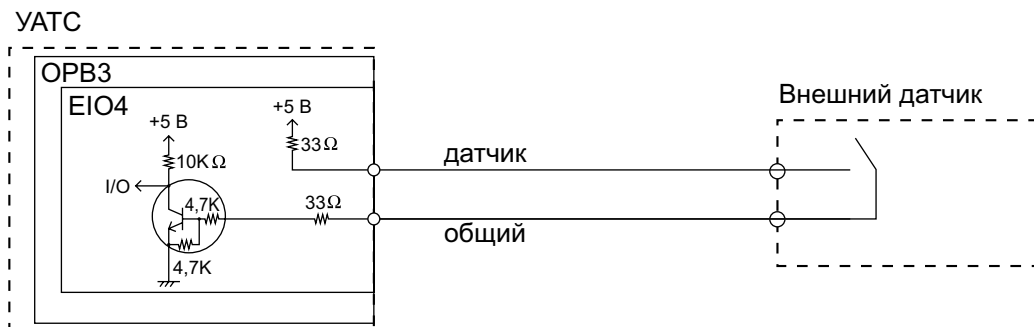 УАТС
OPB3
EIO4
+5 В
+5 В
33Ω
10KΩ
I/O
4,7K
33Ω
4,7K
датчик
общий
Внешний датчик